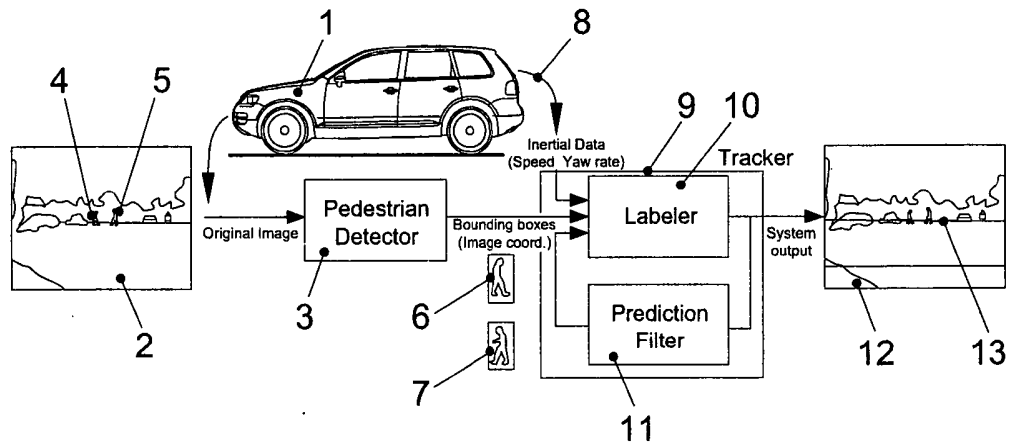 1
8
4
5
9
10
Inertial Data
(Speed Yaw rate)
Tracker
Pedestrian
Detector
Labeler
Original Image
Bounding boxes
(Image coord.)
System
output
3
6
2
Prediction
Filter
7
12
13
11